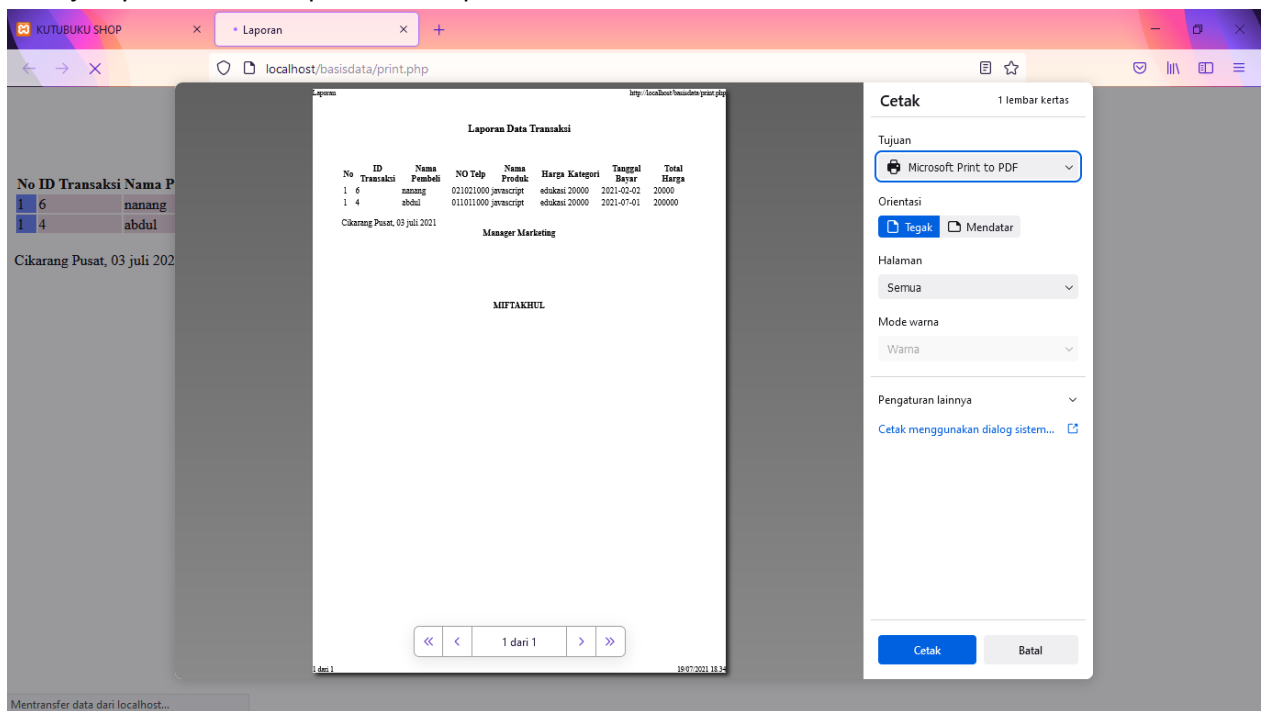 KUTUBUKU SHOP
Laporan
localhost/basisdata/print.php
No ID Transaksi Nama P
1 6 nanang
1 4 abdul
Cikarang Pusat, 03 juli 202
Laporan http://localhost/basisdata/print.php
Laporan Data Transaksi
No ID Transaksi Nama Pembeli NO Telp Nama Produk Harga Kategori Tanggal Bayar Total Harga
1 6 nanang 021021000 javascript edukasi 20000 2021-02-02 20000
1 4 abdul 011011000 javascript edukasi 20000 2021-07-01 200000
Cikarang Pusat, 03 juli 2021
Manager Marketing
MIFTAKHUL
1 dari 1
1 dari 1 19/07/2021 18.34
Cetak 1 lembar kertas
Tujuan
Microsoft Print to PDF
Orientasi
Tegak Mendatar
Halaman
Semua
Mode warna
Warna
Pengaturan lainnya
Cetak menggunakan dialog sistem...
Cetak Batal
Mentransfer data dari localhost...